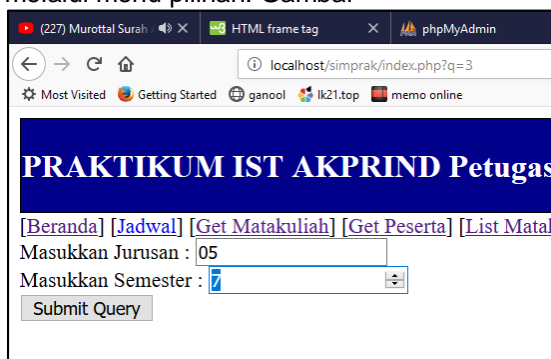 melalui menu pilihan. Gambar
(227) Murottal Surah
HTML frame tag
phpMyAdmin
localhost/simprak/index.php?q=3
Most Visited Getting Started ganool lk21.top memo online
PRAKTIKUM IST AKPRIND Petugas
[Beranda] [Jadwal] [Get Matakuliah] [Get Peserta] [List Matal
Masukkan Jurusan : 05
Masukkan Semester : 7
Submit Query